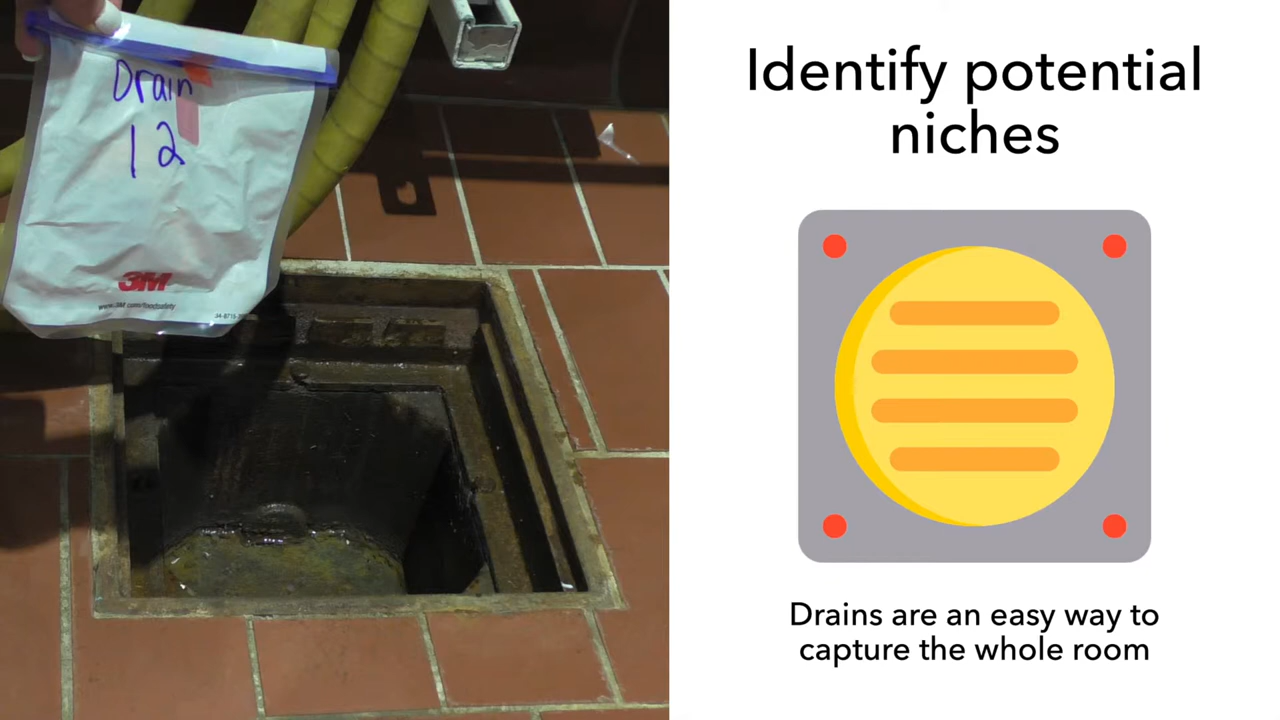 Drain
12
3M
www.3M.com/foodsafety
Identify potential
niches
Drains are an easy way to
capture the whole room